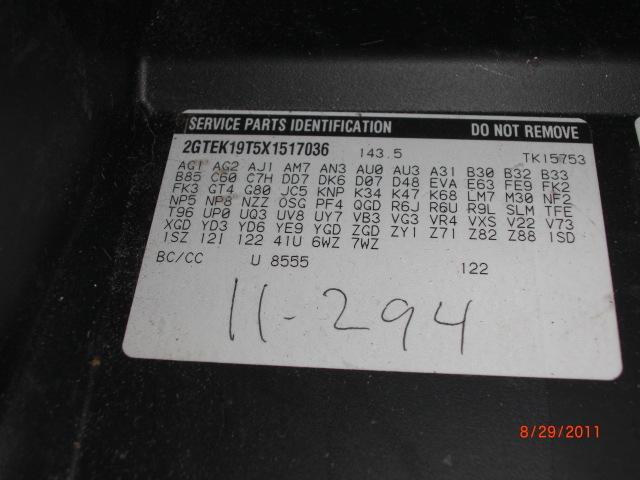 SERVICE PARTS IDENTIFICATION DO NOT REMOVE
2GTEK19T5X1517036 143.5 TK15753
AG1 AG2 AJ1 AM7 AN3 AU0 AU3 A31 B30 B32 B33
B85 C60 C7H DD7 DK6 D07 D48 EVA E63 FE9 FK2
FK3 GT4 G80 JC5 KNP K34 K47 K68 LM7 M30 NF2
NP5 NP8 NZZ OSG PF4 QGD R6J R6U R9L SLM TFE
T96 UP0 UQ3 UV8 UY7 VB3 VG3 VR4 VXS V22 V73
XGD YD3 YD6 YE9 YGD ZGD ZY1 Z71 Z82 Z88 1SD
1SZ 12I 122 41U 6WZ 7WZ
BC/CC U 8555 122
11-294
8/29/2011